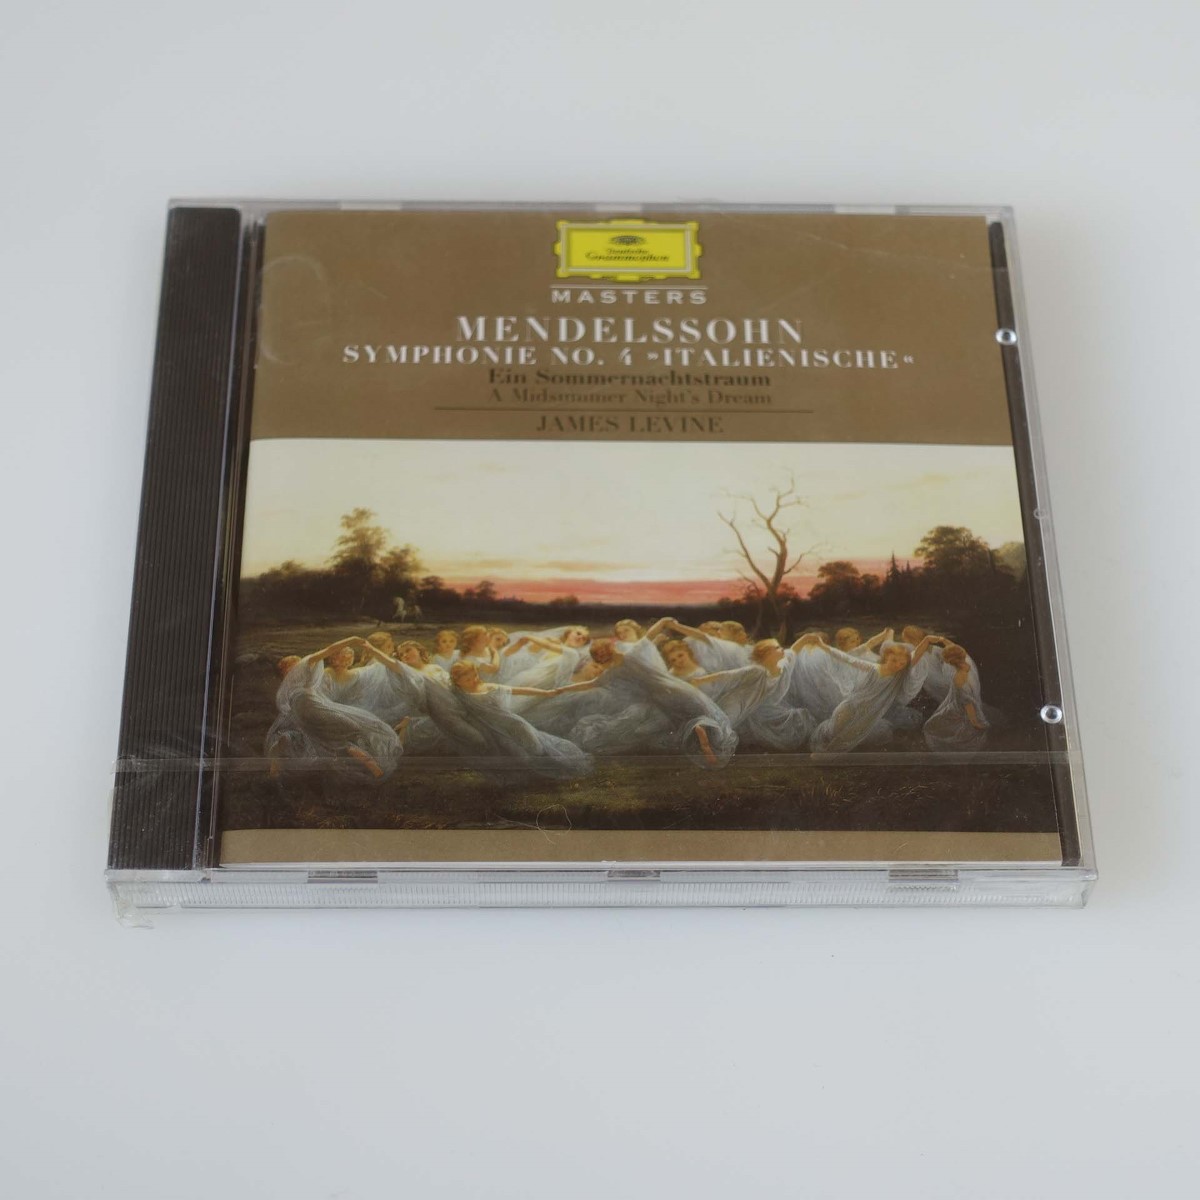 Deutsche
Grammophon
MASTERS
MENDELSSOHN
SYMPHONIE NO. 4 »ITALIENISCHE«
Ein Sommernachtstraum
A Midsummer Night's Dream
JAMES LEVINE